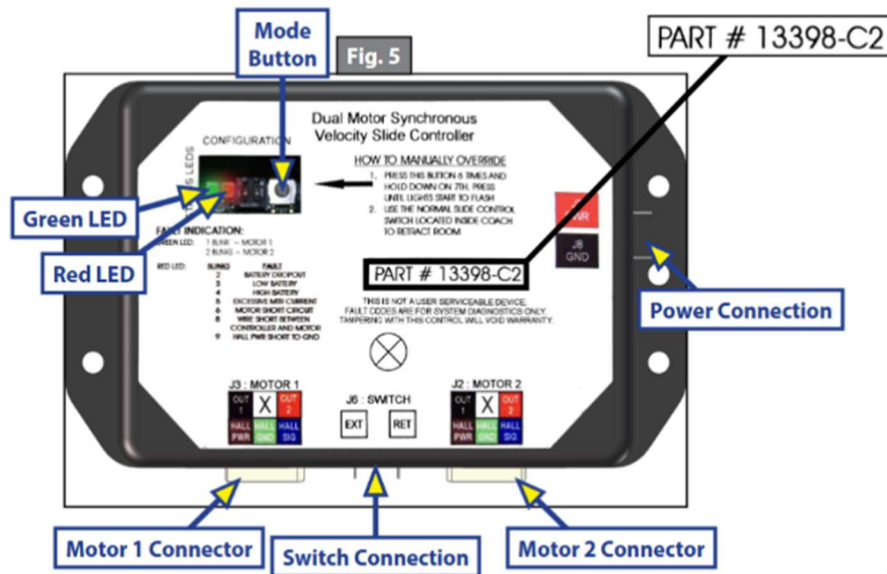 Mode
Button
Fig. 5
PART # 13398-C2
Dual Motor Synchronous
Velocity Slide Controller
CONFIGURATION
LEDS
HOW TO MANUALLY OVERRIDE
1. PRESS THIS BUTTON 6 TIMES AND
HOLD DOWN ON 7TH. PRESS
UNTIL LIGHTS START TO FLASH
2. USE THE NORMAL SLIDE CONTROL
SWITCH LOCATED INSIDE COACH
TO RETRACT ROOM
Green LED
Red LED
FAULT INDICATION:
GREEN LED: 1 BLINK - MOTOR 1
2 BLINKS - MOTOR 2
RED LED: BLINKS FAULT
2 BATTERY DROPOUT
3 LOW BATTERY
4 HIGH BATTERY
5 EXCESSIVE MTR CURRENT
6 MOTOR SHORT CIRCUIT
8 WIRE SHORT BETWEEN
CONTROLLER AND MOTOR
9 HALL PWR SHORT TO GND
PART # 13398-C2
THIS IS NOT A USER SERVICEABLE DEVICE.
FAULT CODES ARE FOR SYSTEM DIAGNOSTICS ONLY
TAMPERING WITH THIS CONTROL WILL VOID WARRANTY.
J8
GND
Power Connection
J3 : MOTOR 1
OUT 1 X OUT 2
HALL PWR HALL GND HALL SIG
J6 : SWITCH
EXT RET
J2 : MOTOR 2
OUT 1 X OUT 2
HALL PWR HALL GND HALL SIG
Motor 1 Connector
Switch Connection
Motor 2 Connector